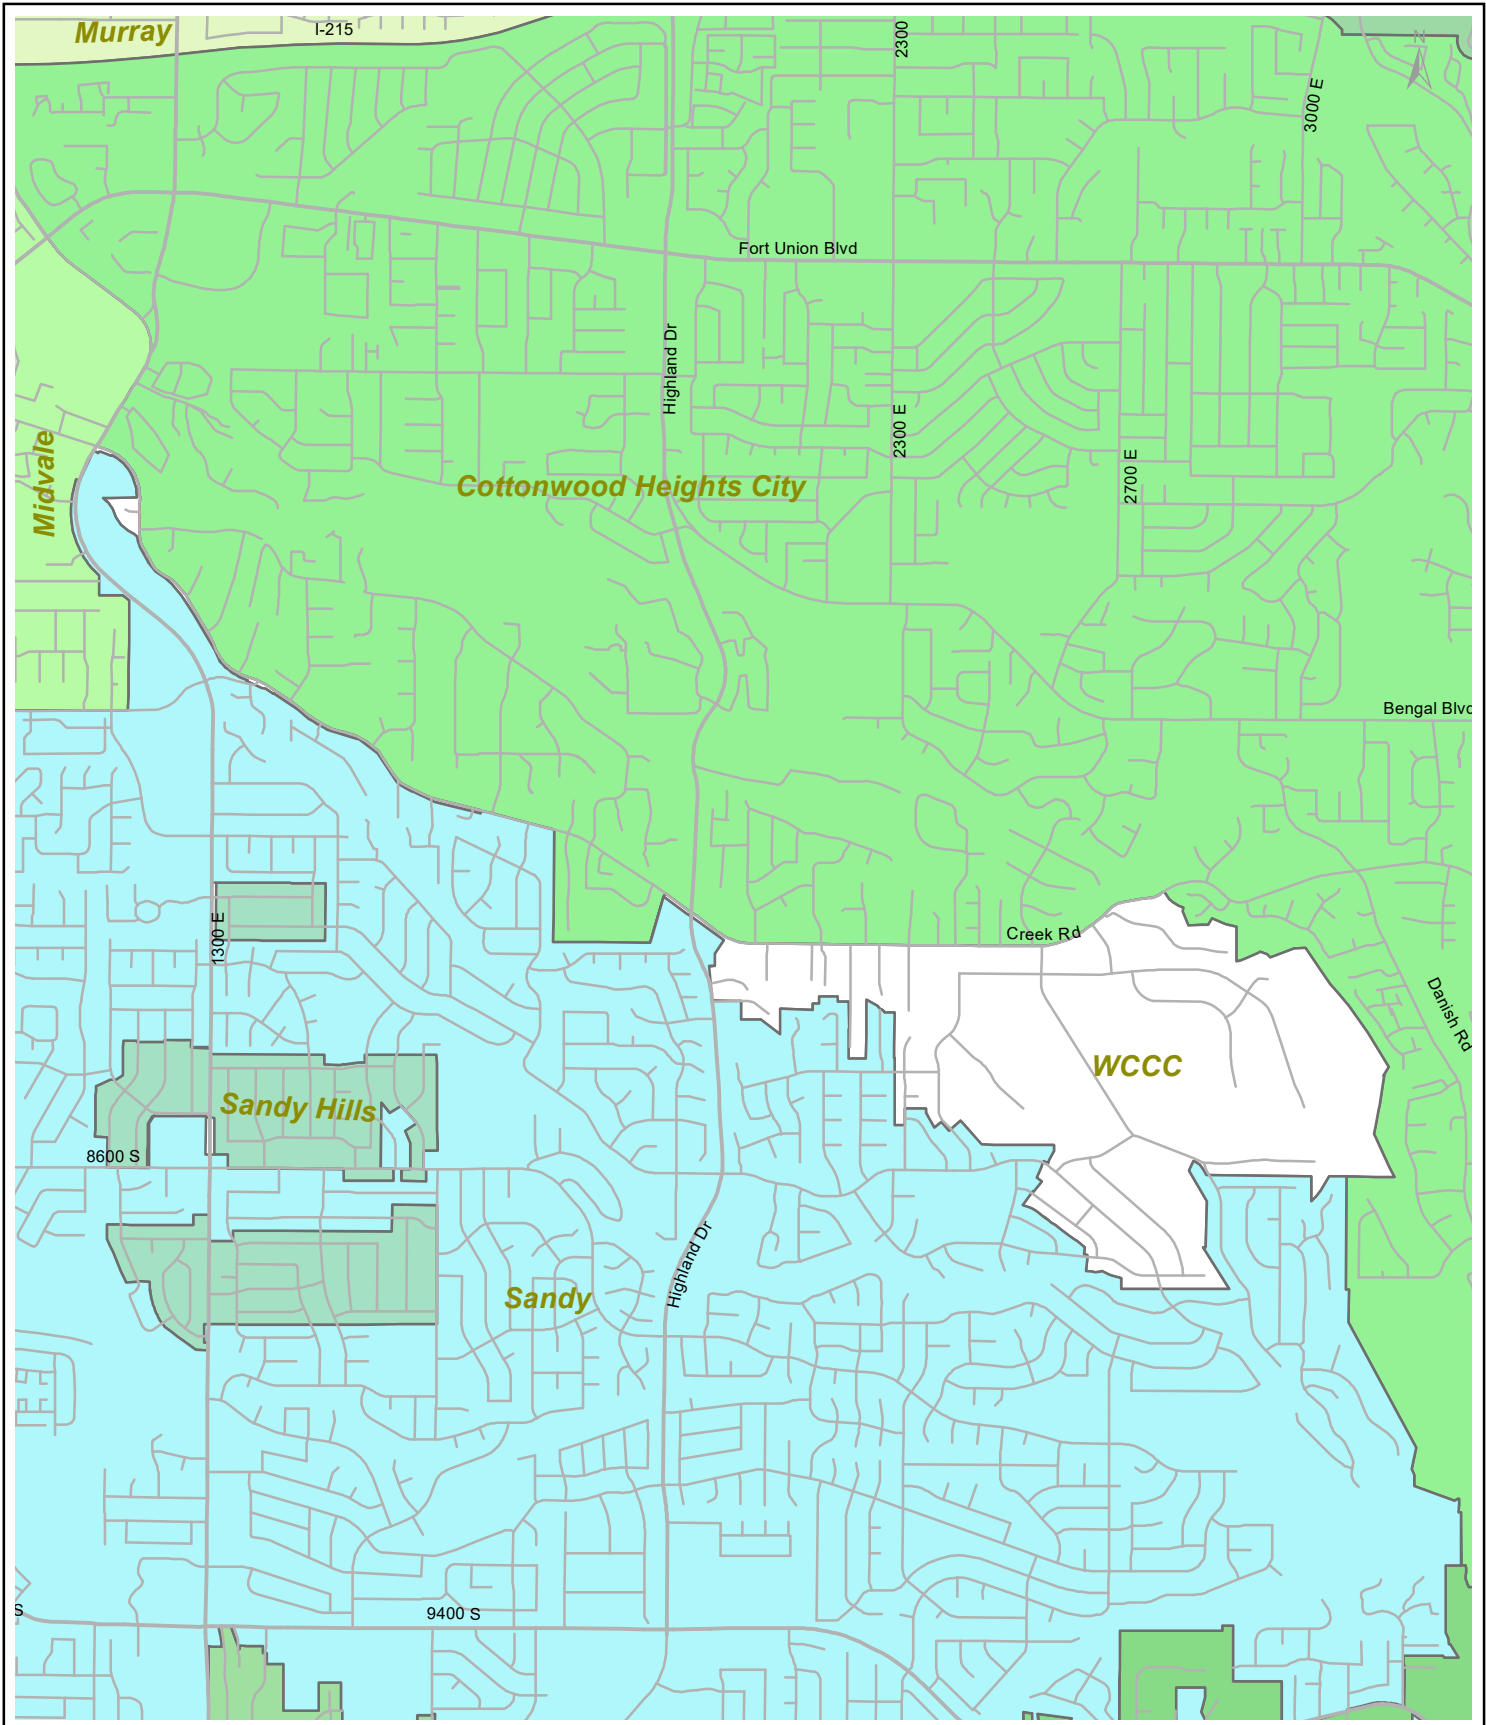 Murray
I-215
2300
N
3000 E
Fort Union Blvd
Highland Dr
2300 E
Midvale
2700 E
Cottonwood Heights City
Bengal Blvd
1300 E
Creek Rd
Danish Rd
WCCC
Sandy Hills
8600 S
Highland Dr
Sandy
S
9400 S